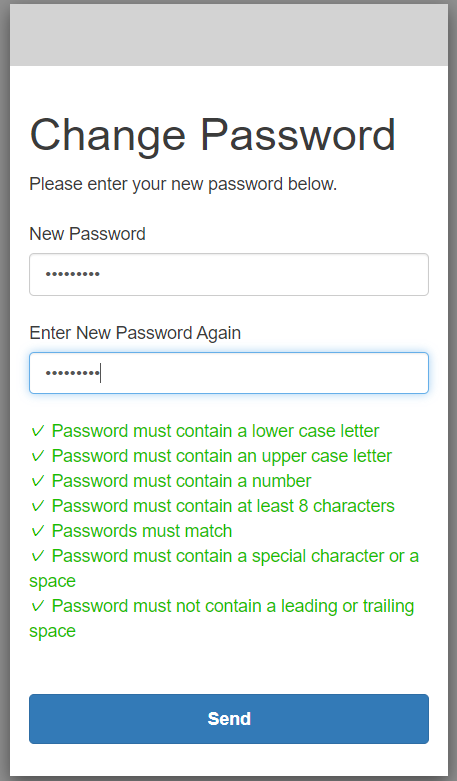 Change Password
Please enter your new password below.
New Password
•••••••••
Enter New Password Again
•••••••••
✓ Password must contain a lower case letter
✓ Password must contain an upper case letter
✓ Password must contain a number
✓ Password must contain at least 8 characters
✓ Passwords must match
✓ Password must contain a special character or a
space
✓ Password must not contain a leading or trailing
space
Send